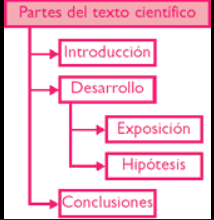 Partes del texto científico
Introducción
Desarrollo
Exposición
Hipótesis
Conclusiones